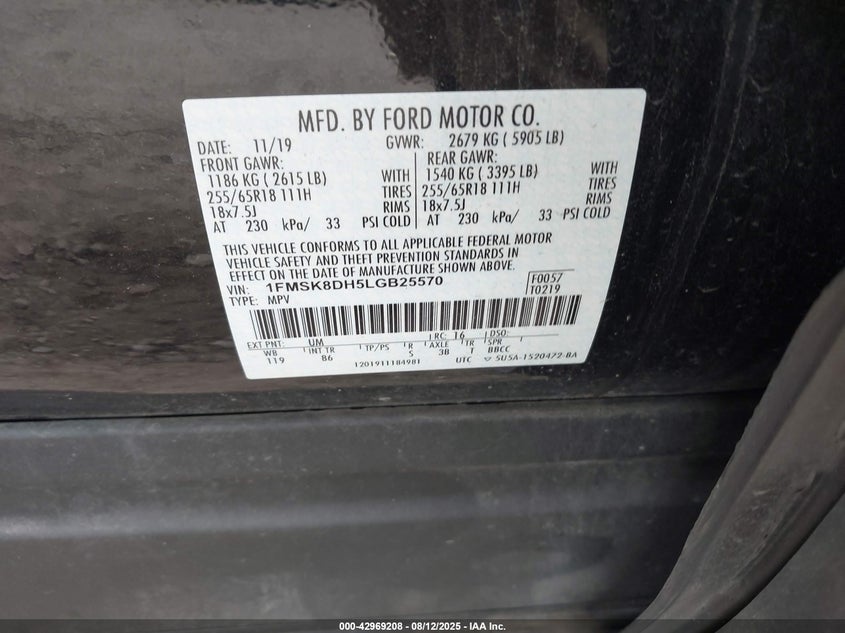 MFD. BY FORD MOTOR CO.
DATE: 11/19 GVWR: 2679 KG ( 5905 LB)
FRONT GAWR: REAR GAWR:
1186 KG ( 2615 LB) WITH 1540 KG ( 3395 LB) WITH
255/65R18 111H TIRES 255/65R18 111H TIRES
18x7.5J RIMS 18x7.5J RIMS
AT 230 kPa/ 33 PSI COLD AT 230 kPa/ 33 PSI COLD
THIS VEHICLE CONFORMS TO ALL APPLICABLE FEDERAL MOTOR
VEHICLE SAFETY AND THEFT PREVENTION STANDARDS IN
EFFECT ON THE DATE OF MANUFACTURE SHOWN ABOVE.
VIN: 1FMSK8DH5LGB25570 F0057
TYPE: MPV T0219
EXT PNT: UM RC: 16 DSO:
WB INT TR TP/PS R AXLE TR SPR
119 86 S 3B T BBCC
1201911184981 UTC 5U5A-1520472-BA
000-42969208 - 08/12/2025 - IAA Inc.